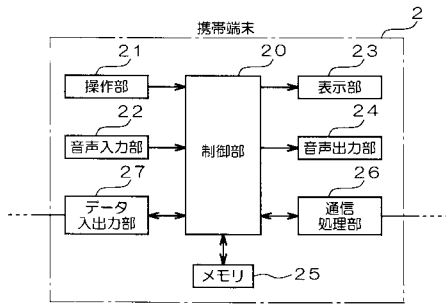 携帯端末
2
21
20
23
操作部
表示部
22
24
音声入力部
制御部
音声出力部
27
26
データ
入出力部
通信
処理部
メモリ
25